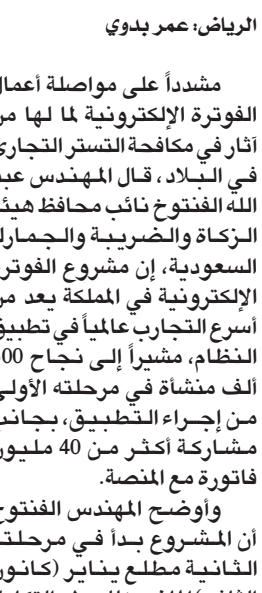 الرياض: عمر بدوي
مشدداً على مواصلة أعمال
الفوترة الإلكترونية لما لها من
آثار في مكافحة التستر التجاري
في البلاد، قال المهندس عبد
الله الفنتوخ نائب محافظ هيئة
الزكاة والضريبة والجمارك
السعودية، إن مشروع الفوترة
الإلكترونية في المملكة يعد من
أسرع التجارب عالمياً في تطبيق
النظام، مشيراً إلى نجاح
ألف منشأة في مرحلته الأولى
من إجراء التطبيق، بجانب
مشاركة أكثر من 40 مليون
فاتورة مع المنصة.
وأوضح المهندس الفنتوخ
أن المشروع بدأ في مرحلته
الثانية مطلع يناير (كانون